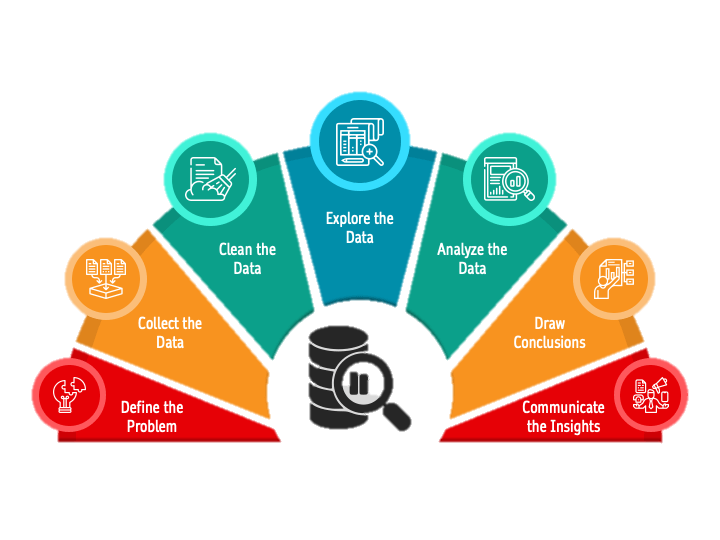 Define the
Problem
Collect the
Data
Clean the
Data
Explore the
Data
Analyze the
Data
Draw
Conclusions
Communicate
the Insights